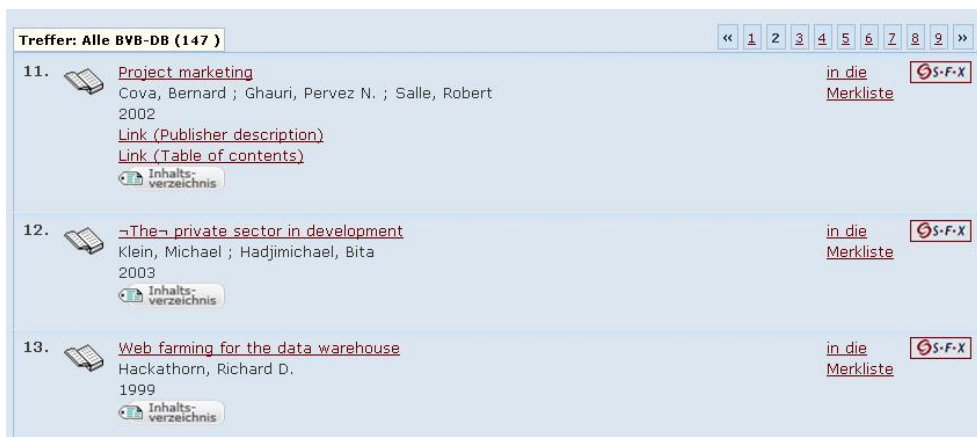 Treffer: Alle BVB-DB (147 ) « 1 2 3 4 5 6 7 8 9 »
11. Project marketing in die S·F·X
Cova, Bernard ; Ghauri, Pervez N. ; Salle, Robert Merkliste
2002
Link (Publisher description)
Link (Table of contents)
Inhalts-
verzeichnis
12. ¬The¬ private sector in development in die S·F·X
Klein, Michael ; Hadjimichael, Bita Merkliste
2003
Inhalts-
verzeichnis
13. Web farming for the data warehouse in die S·F·X
Hackathorn, Richard D. Merkliste
1999
Inhalts-
verzeichnis